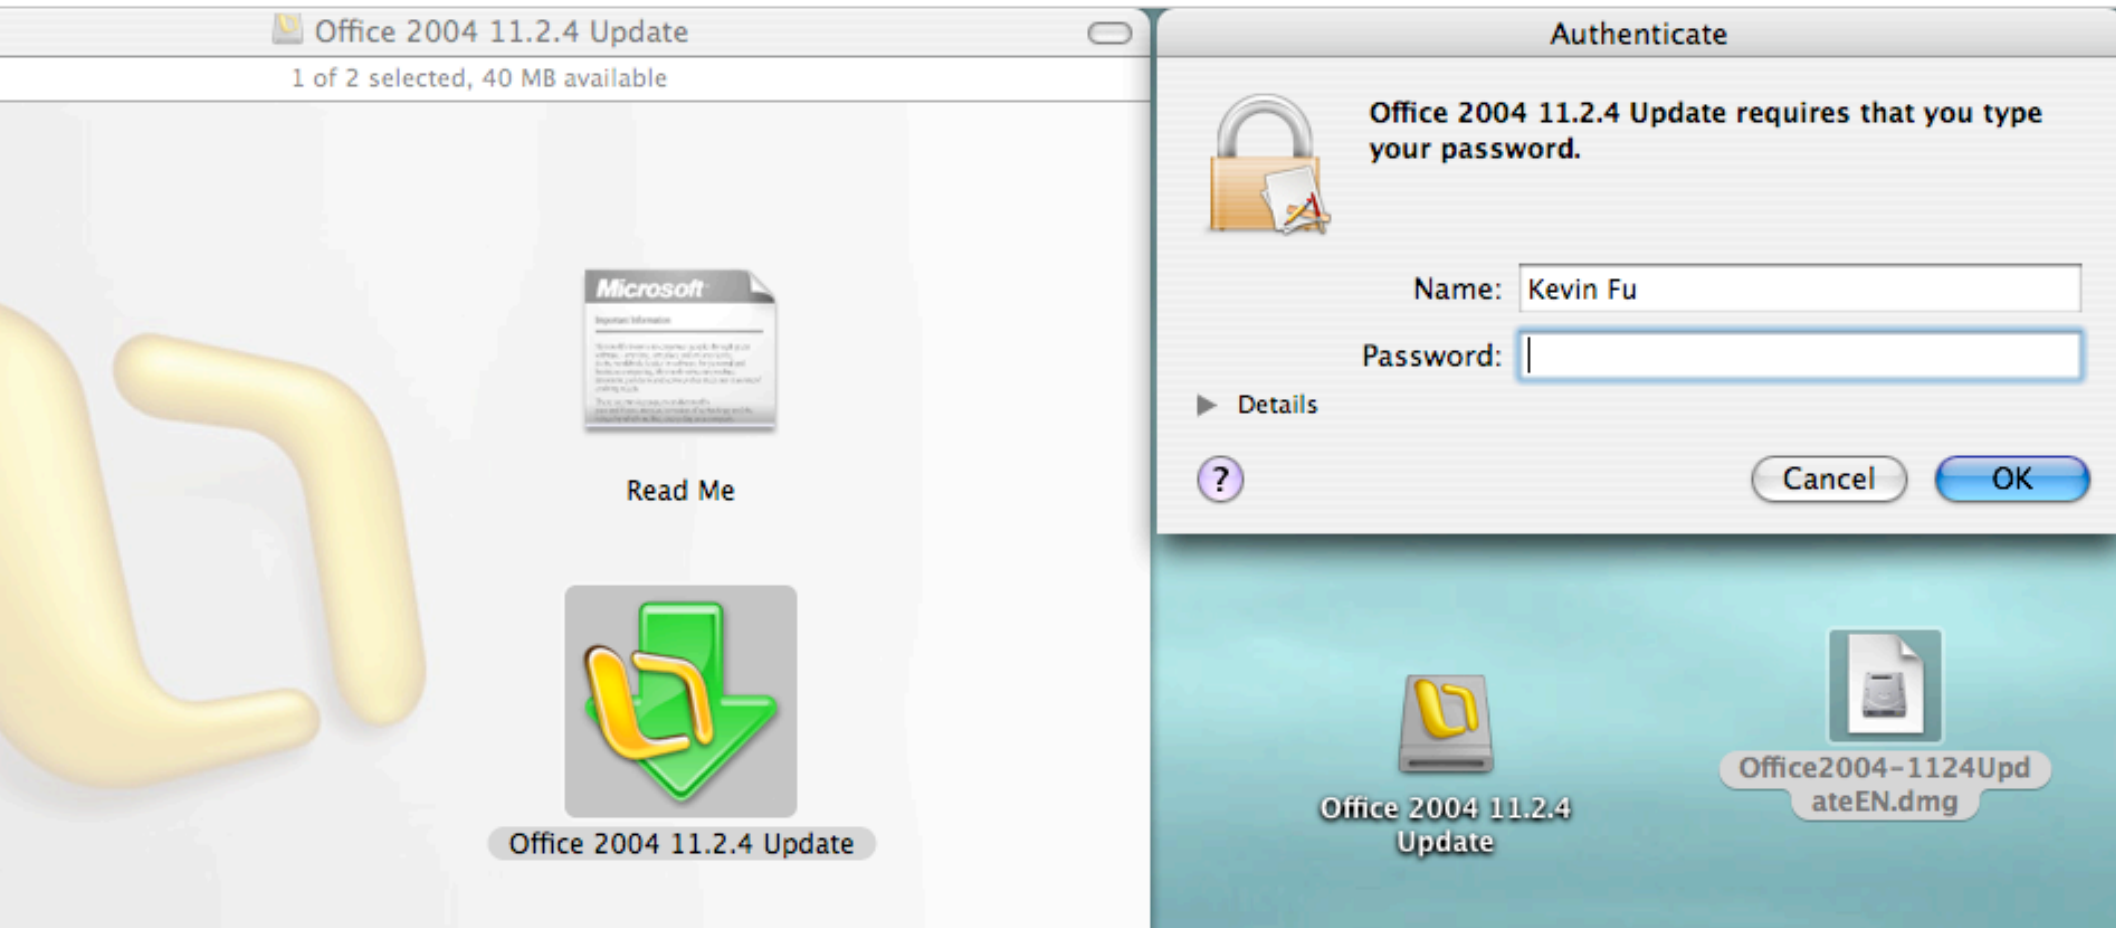 Office 2004 11.2.4 Update
1 of 2 selected, 40 MB available
Microsoft
Important Information
Read Me
Office 2004 11.2.4 Update
Authenticate
Office 2004 11.2.4 Update requires that you type
your password.
Name: Kevin Fu
Password:
Details
?
Cancel OK
Office 2004 11.2.4
Update
Office2004-1124Upd
ateEN.dmg